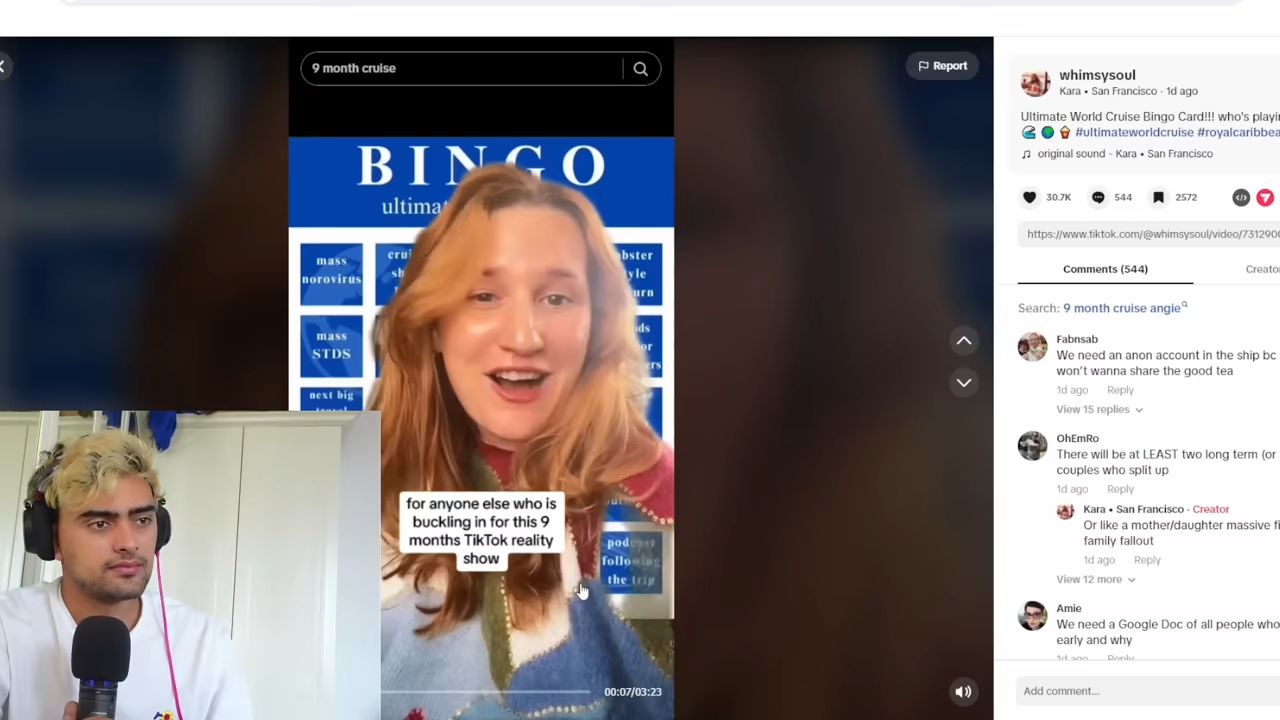 9 month cruise
Report
BINGO
mass
norovirus
mass
STDS
next big
for anyone else who is
buckling in for this 9
months TikTok reality
show
following
the trip
00:07/03:23
whimsysoul
Kara • San Francisco · 1d ago
Ultimate World Cruise Bingo Card!!! who's
#ultimateworldcruise
original sound - Kara • San Francisco
30.7K
544
2572
https://www.tiktok.com/@whimsysoul/video/
Comments (544)
Search: 9 month cruise angie
Fabnsab
We need an anon account in the ship bc
won't wanna share the good tea
1d ago Reply
View 15 replies
OhEmRo
There will be at LEAST two long term (or
couples who split up
1d ago Reply
Kara • San Francisco · Creator
Or like a mother/daughter massive
family fallout
1d ago Reply
View 12 more
Amie
We need a Google Doc of all people who
early and why
1d ago Reply
Add comment...